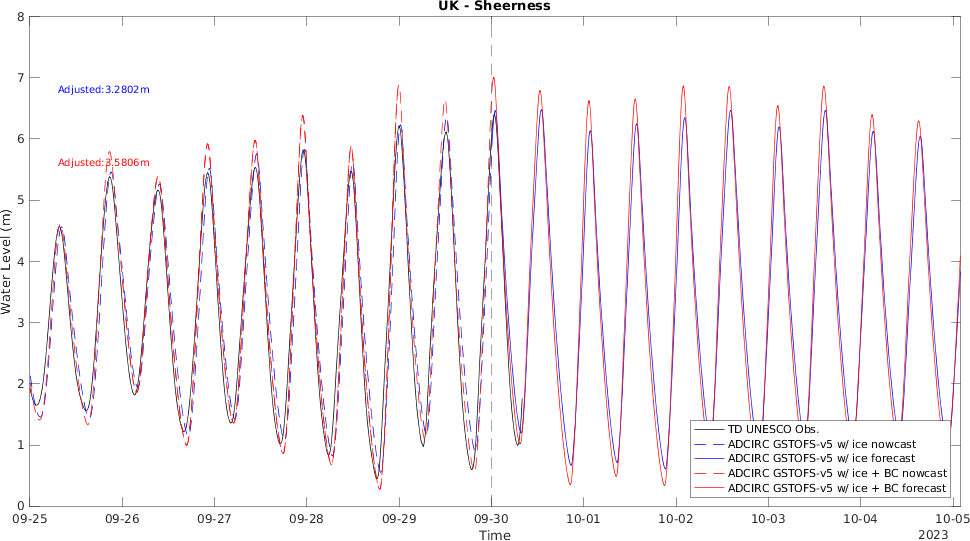 UK - Sheerness
8
7
6
5
4
3
2
1
0
Water Level (m)
Adjusted:3.2802m
Adjusted:3.5806m
TD UNESCO Obs.
ADCIRC GSTOFS-v5 w/ ice nowcast
ADCIRC GSTOFS-v5 w/ ice forecast
ADCIRC GSTOFS-v5 w/ ice + BC nowcast
ADCIRC GSTOFS-v5 w/ ice + BC forecast
09-25 09-26 09-27 09-28 09-29 09-30 10-01 10-02 10-03 10-04 10-05
Time
2023